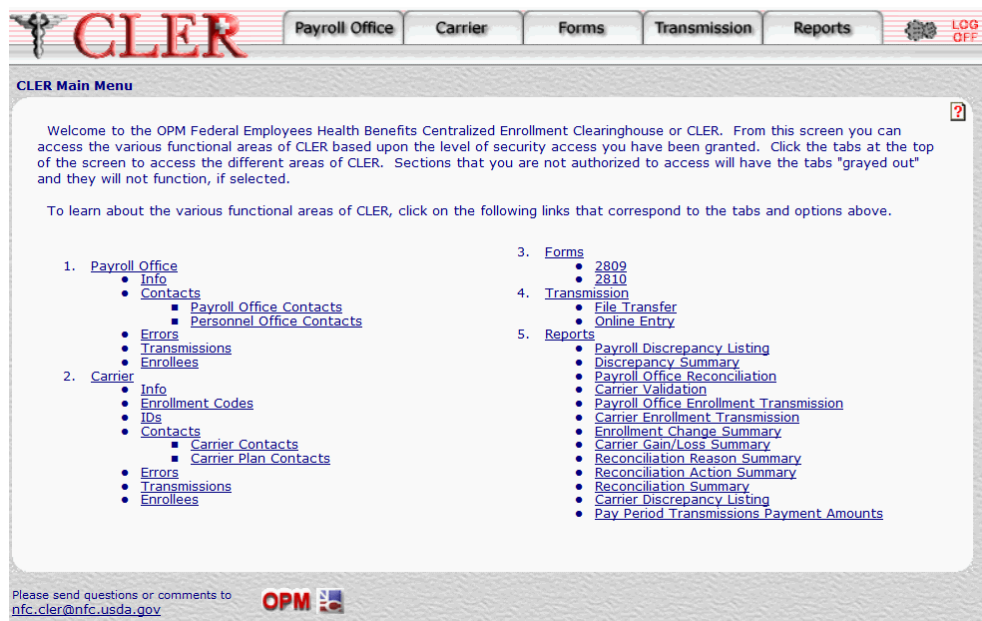 CLER
Payroll Office
Carrier
Forms
Transmission
Reports
LOG
OFF
CLER Main Menu
?
Welcome to the OPM Federal Employees Health Benefits Centralized Enrollment Clearinghouse or CLER. From this screen you can
access the various functional areas of CLER based upon the level of security access you have been granted. Click the tabs at the top
of the screen to access the different areas of CLER. Sections that you are not authorized to access will have the tabs "grayed out"
and they will not function, if selected.
To learn about the various functional areas of CLER, click on the following links that correspond to the tabs and options above.
1. Payroll Office
• Info
• Contacts
▪ Payroll Office Contacts
▪ Personnel Office Contacts
• Errors
• Transmissions
• Enrollees
2. Carrier
• Info
• Enrollment Codes
• IDs
• Contacts
▪ Carrier Contacts
▪ Carrier Plan Contacts
• Errors
• Transmissions
• Enrollees
3. Forms
• 2809
• 2810
4. Transmission
• File Transfer
• Online Entry
5. Reports
• Payroll Discrepancy Listing
• Discrepancy Summary
• Payroll Office Reconciliation
• Carrier Validation
• Payroll Office Enrollment Transmission
• Carrier Enrollment Transmission
• Enrollment Change Summary
• Carrier Gain/Loss Summary
• Reconciliation Reason Summary
• Reconciliation Action Summary
• Reconciliation Summary
• Carrier Discrepancy Listing
• Pay Period Transmissions Payment Amounts
Please send questions or comments to
nfc.cler@nfc.usda.gov
OPM